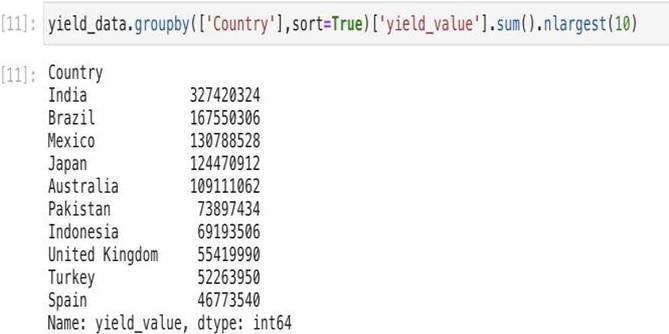 [11]: yield_data.groupby(['Country'],sort=True)['yield_value'].sum().nlargest(10)
[11]: Country
India 327420324
Brazil 167550306
Mexico 130788528
Japan 124470912
Australia 109111062
Pakistan 73897434
Indonesia 69193506
United Kingdom 55419990
Turkey 52263950
Spain 46773540
Name: yield_value, dtype: int64